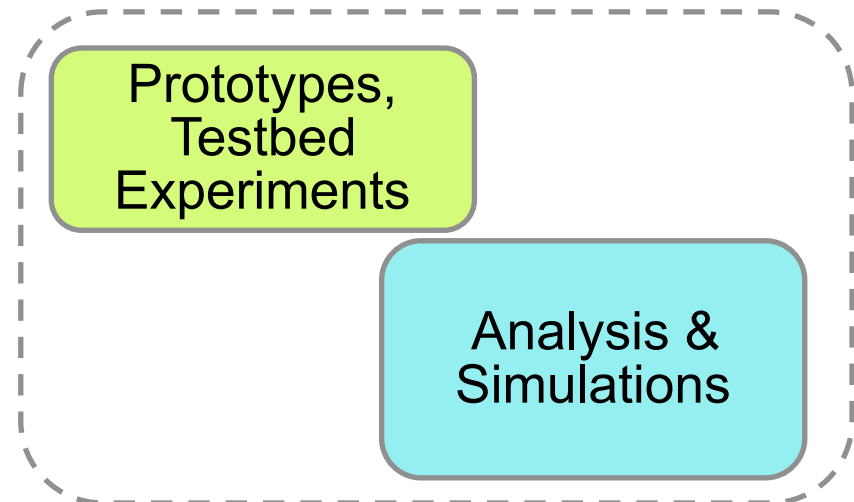 Prototypes,
Testbed
Experiments
Analysis &
Simulations